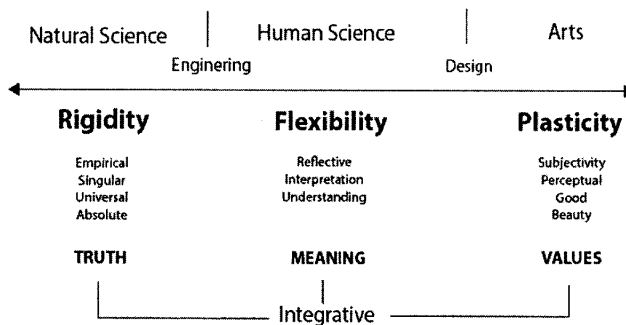 Natural Science Human Science Arts
Enginering Design
Rigidity Flexibility Plasticity
Empirical Reflective Subjectivity
Singular Interpretation Perceptual
Universal Understanding Good
Absolute Beauty
TRUTH MEANING VALUES
Integrative